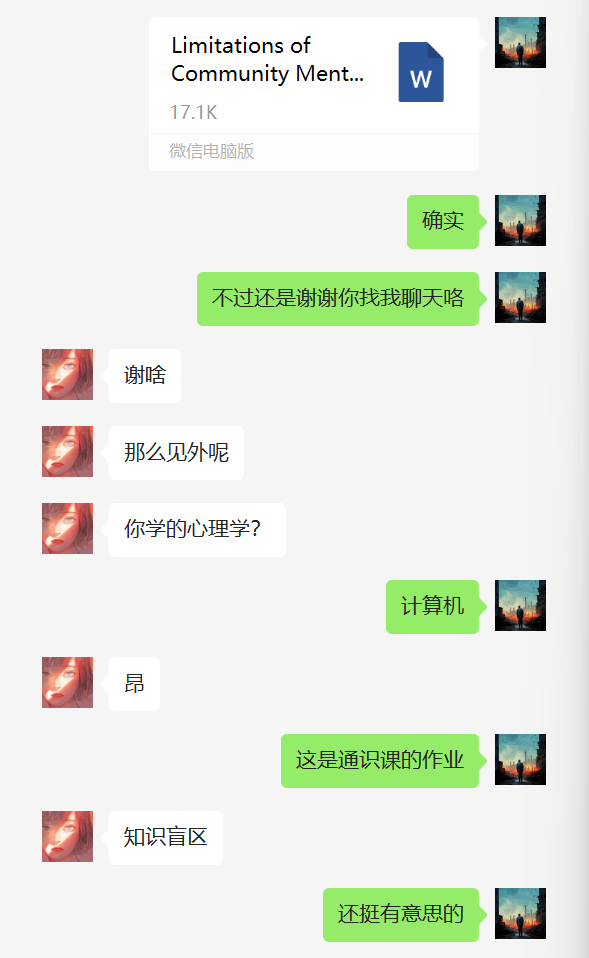 Limitations of
Community Ment...
17.1K
W
微信电脑版
确实
不过还是谢谢你找我聊天咯
谢啥
那么见外呢
你学的心理学？
计算机
昂
这是通识课的作业
知识盲区
还挺有意思的